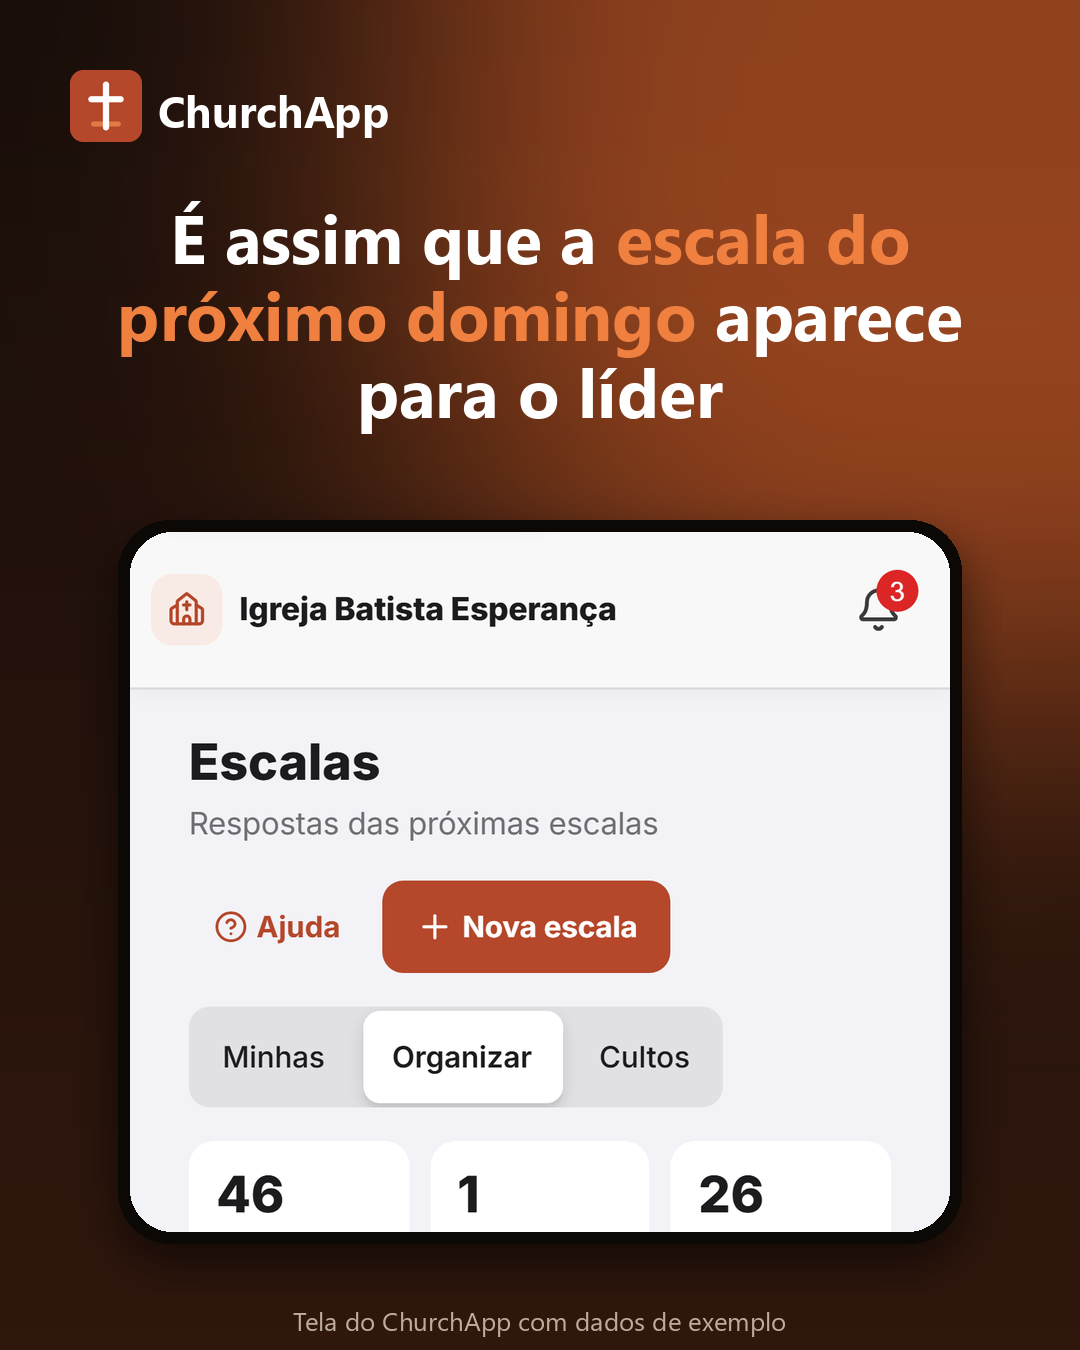 ChurchApp
É assim que a escala do
próximo domingo aparece
para o líder
Igreja Batista Esperança
3
Escalas
Respostas das próximas escalas
Ajuda
Nova escala
Minhas
Organizar
Cultos
46
1
26
Tela do ChurchApp com dados de exemplo